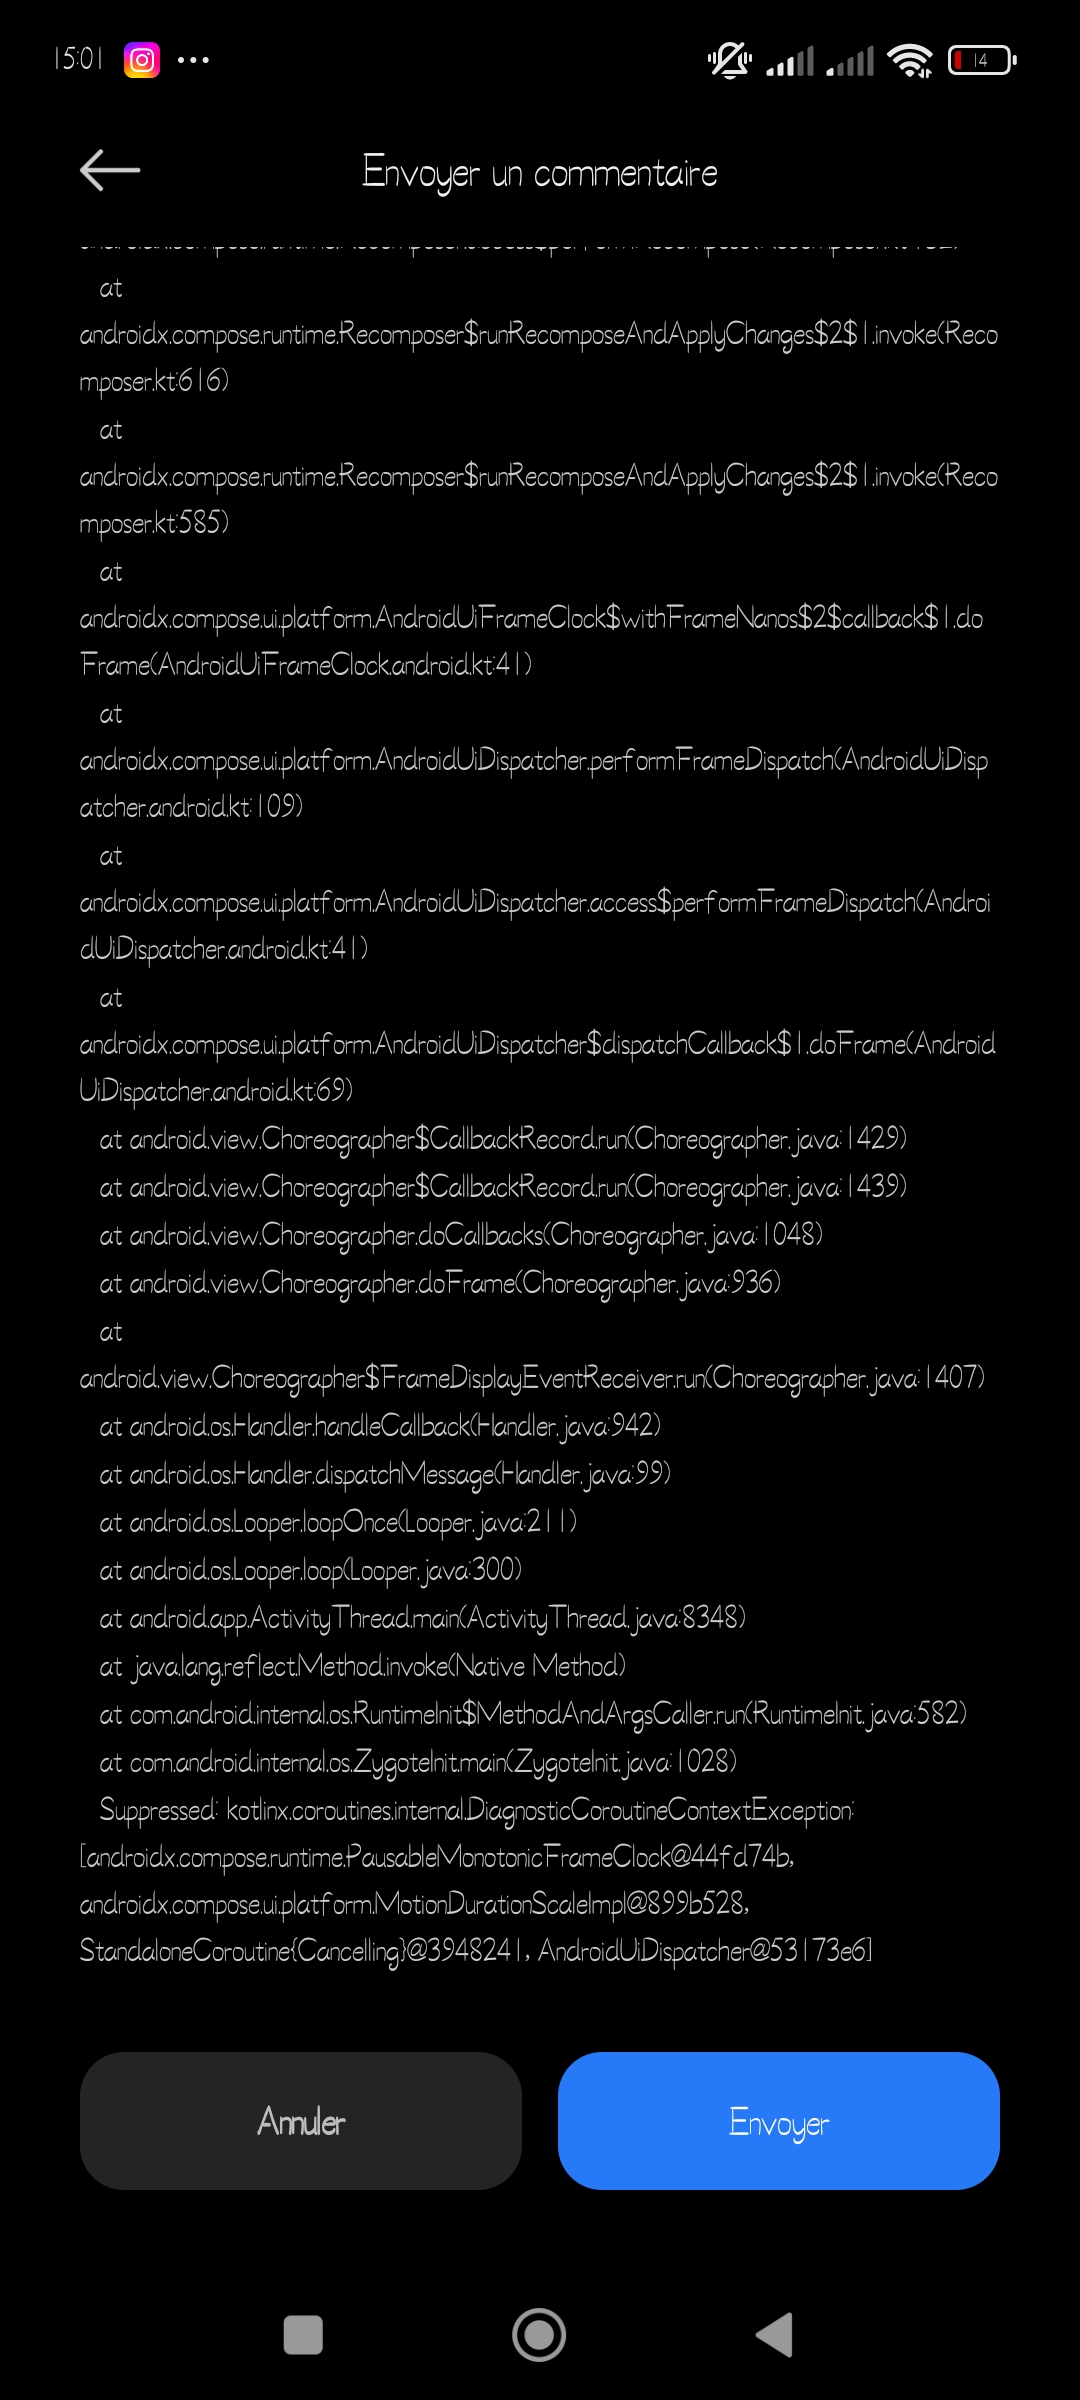 15:01
14
Envoyer un commentaire
at
androidx.compose.runtime.Recomposer$runRecomposeAndApplyChanges$2$1.invoke(Reco
mposer.kt:616)
at
androidx.compose.runtime.Recomposer$runRecomposeAndApplyChanges$2$1.invoke(Reco
mposer.kt:585)
at
androidx.compose.ui.platform.AndroidUiFrameClock$withFrameNanos$2$callback$1.do
Frame(AndroidUiFrameClock.android.kt:41)
at
androidx.compose.ui.platform.AndroidUiDispatcher.performFrameDispatch(AndroidUiDisp
atcher.android.kt:109)
at
androidx.compose.ui.platform.AndroidUiDispatcher.access$performFrameDispatch(Androi
dUiDispatcher.android.kt:41)
at
androidx.compose.ui.platform.AndroidUiDispatcher$dispatchCallback$1.doFrame(Android
UiDispatcher.android.kt:69)
at android.view.Choreographer$CallbackRecord.run(Choreographer.java:1429)
at android.view.Choreographer$CallbackRecord.run(Choreographer.java:1439)
at android.view.Choreographer.doCallbacks(Choreographer.java:1048)
at android.view.Choreographer.doFrame(Choreographer.java:936)
at
android.view.Choreographer$FrameDisplayEventReceiver.run(Choreographer.java:1407)
at android.os.Handler.handleCallback(Handler.java:942)
at android.os.Handler.dispatchMessage(Handler.java:99)
at android.os.Looper.loopOnce(Looper.java:211)
at android.os.Looper.loop(Looper.java:300)
at android.app.ActivityThread.main(ActivityThread.java:8348)
at java.lang.reflect.Method.invoke(Native Method)
at com.android.internal.os.RuntimeInit$MethodAndArgsCaller.run(RuntimeInit.java:582)
at com.android.internal.os.ZygoteInit.main(ZygoteInit.java:1028)
Suppressed: kotlinx.coroutines.internal.DiagnosticCoroutineContextException:
[androidx.compose.runtime.PausableMonotonicFrameClock@44fd74b,
androidx.compose.ui.platform.MotionDurationScaleImpl@899b528,
StandaloneCoroutine{Cancelling}@3948241, AndroidUiDispatcher@53173e6]
Annuler
Envoyer